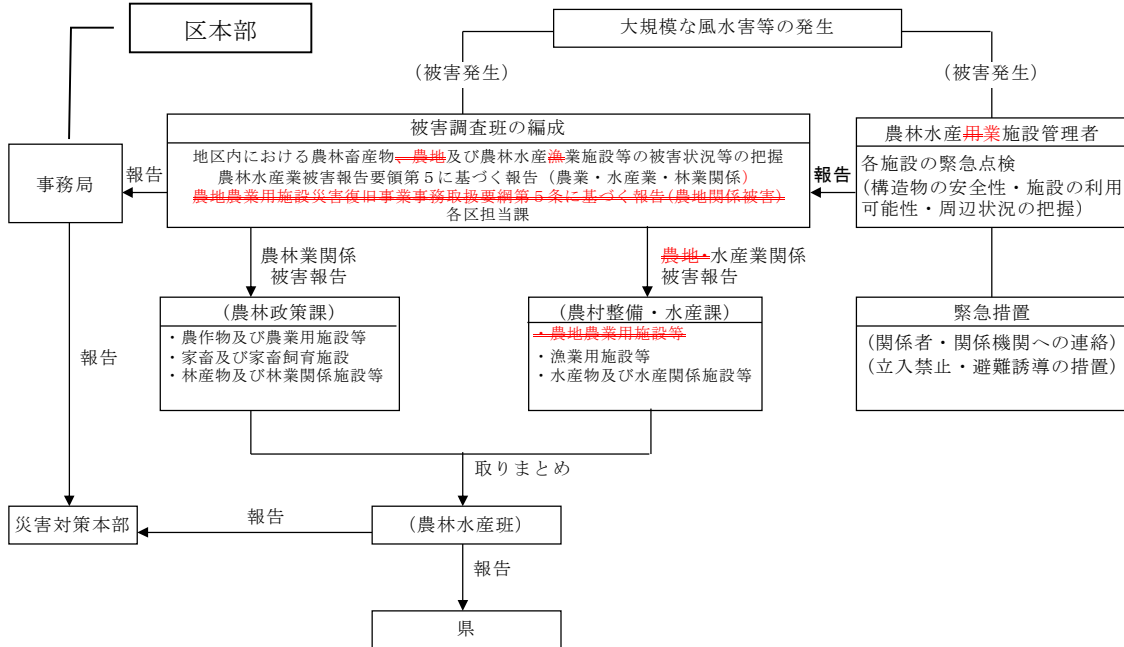 区本部
大規模な風水害等の発生
(被害発生)
(被害発生)
被害調査班の編成
地区内における農林畜産物、農地及び農林水産漁業施設等の被害状況等の把握
農林水産業被害報告要領第５に基づく報告（農業・水産業・林業関係）
農地農業用施設災害復旧事業事務取扱要綱第５条に基づく報告(農地関係被害)
各区担当課
農林水産用業施設管理者
各施設の緊急点検
(構造物の安全性・施設の利用
可能性・周辺状況の把握)
事務局
報告
報告
農林業関係
被害報告
農地・水産業関係
被害報告
(農林政策課)
・農作物及び農業用施設等
・家畜及び家畜飼育施設
・林産物及び林業関係施設等
(農村整備・水産課)
・農地農業用施設等
・漁業用施設等
・水産物及び水産関係施設等
緊急措置
(関係者・関係機関への連絡)
(立入禁止・避難誘導の措置)
報告
取りまとめ
災害対策本部
報告
(農林水産班)
報告
県